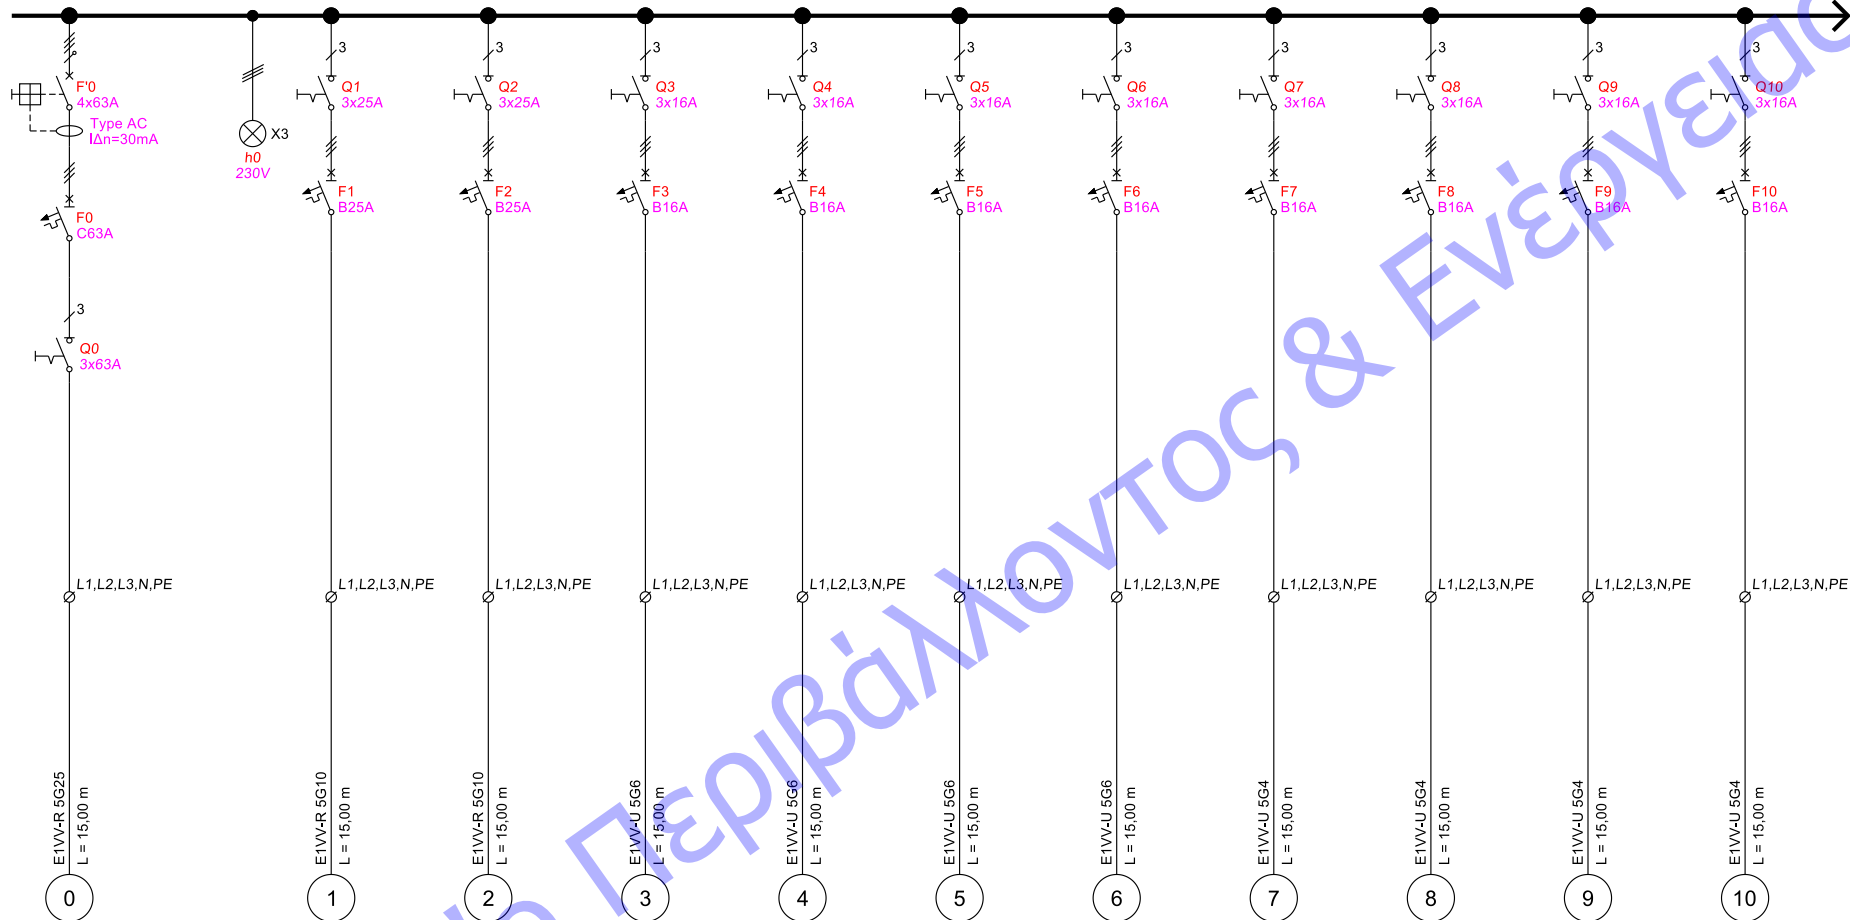 3
3
3
3
3
3
3
3
3
3
F'0
4x63A
Type AC
IΔn=30mA
X3
h0
230V
Q1
3x25A
Q2
3x25A
Q3
3x16A
Q4
3x16A
Q5
3x16A
Q6
3x16A
Q7
3x16A
Q8
3x16A
Q9
3x16A
Q10
3x16A
F0
C63A
F1
B25A
F2
B25A
F3
B16A
F4
B16A
F5
B16A
F6
B16A
F7
B16A
F8
B16A
F9
B16A
F10
B16A
3
Q0
3x63A
L1,L2,L3,N,PE
L1,L2,L3,N,PE
L1,L2,L3,N,PE
L1,L2,L3,N,PE
L1,L2,L3,N,PE
L1,L2,L3,N,PE
L1,L2,L3,N,PE
L1,L2,L3,N,PE
L1,L2,L3,N,PE
L1,L2,L3,N,PE
L1,L2,L3,N,PE
E1VV-R 5G25
L = 15,00 m
E1VV-R 5G10
L = 15,00 m
E1VV-R 5G10
L = 15,00 m
E1VV-U 5G6
L = 15,00 m
E1VV-U 5G6
L = 15,00 m
E1VV-U 5G6
L = 15,00 m
E1VV-U 5G6
L = 15,00 m
E1VV-U 5G4
L = 15,00 m
E1VV-U 5G4
L = 15,00 m
E1VV-U 5G4
L = 15,00 m
E1VV-U 5G4
L = 15,00 m
0
1
2
3
4
5
6
7
8
9
10
Περιβάλλοντος & Ενέργειας